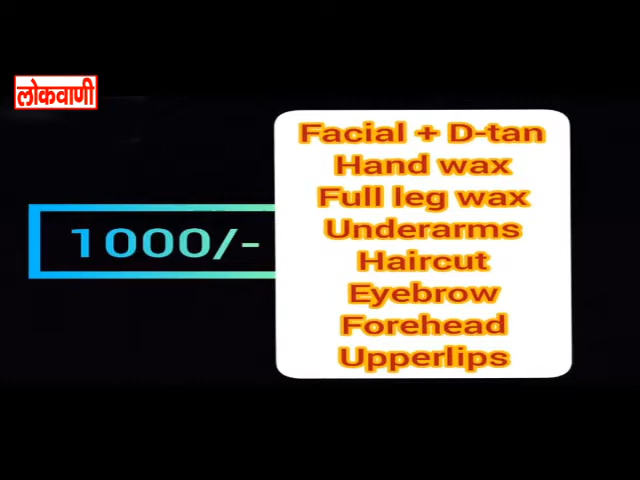 लोकवाणी
1000/-
Facial + D-tan
Hand wax
Full leg wax
Underarms
Haircut
Eyebrow
Forehead
Upperlips